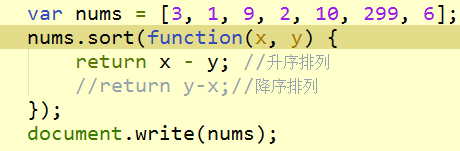 var nums = [3, 1, 9, 2, 10, 299, 6];
nums.sort(function(x, y) {
    return x - y; //升序排列
    //return y-x;//降序排列
});
document.write(nums);